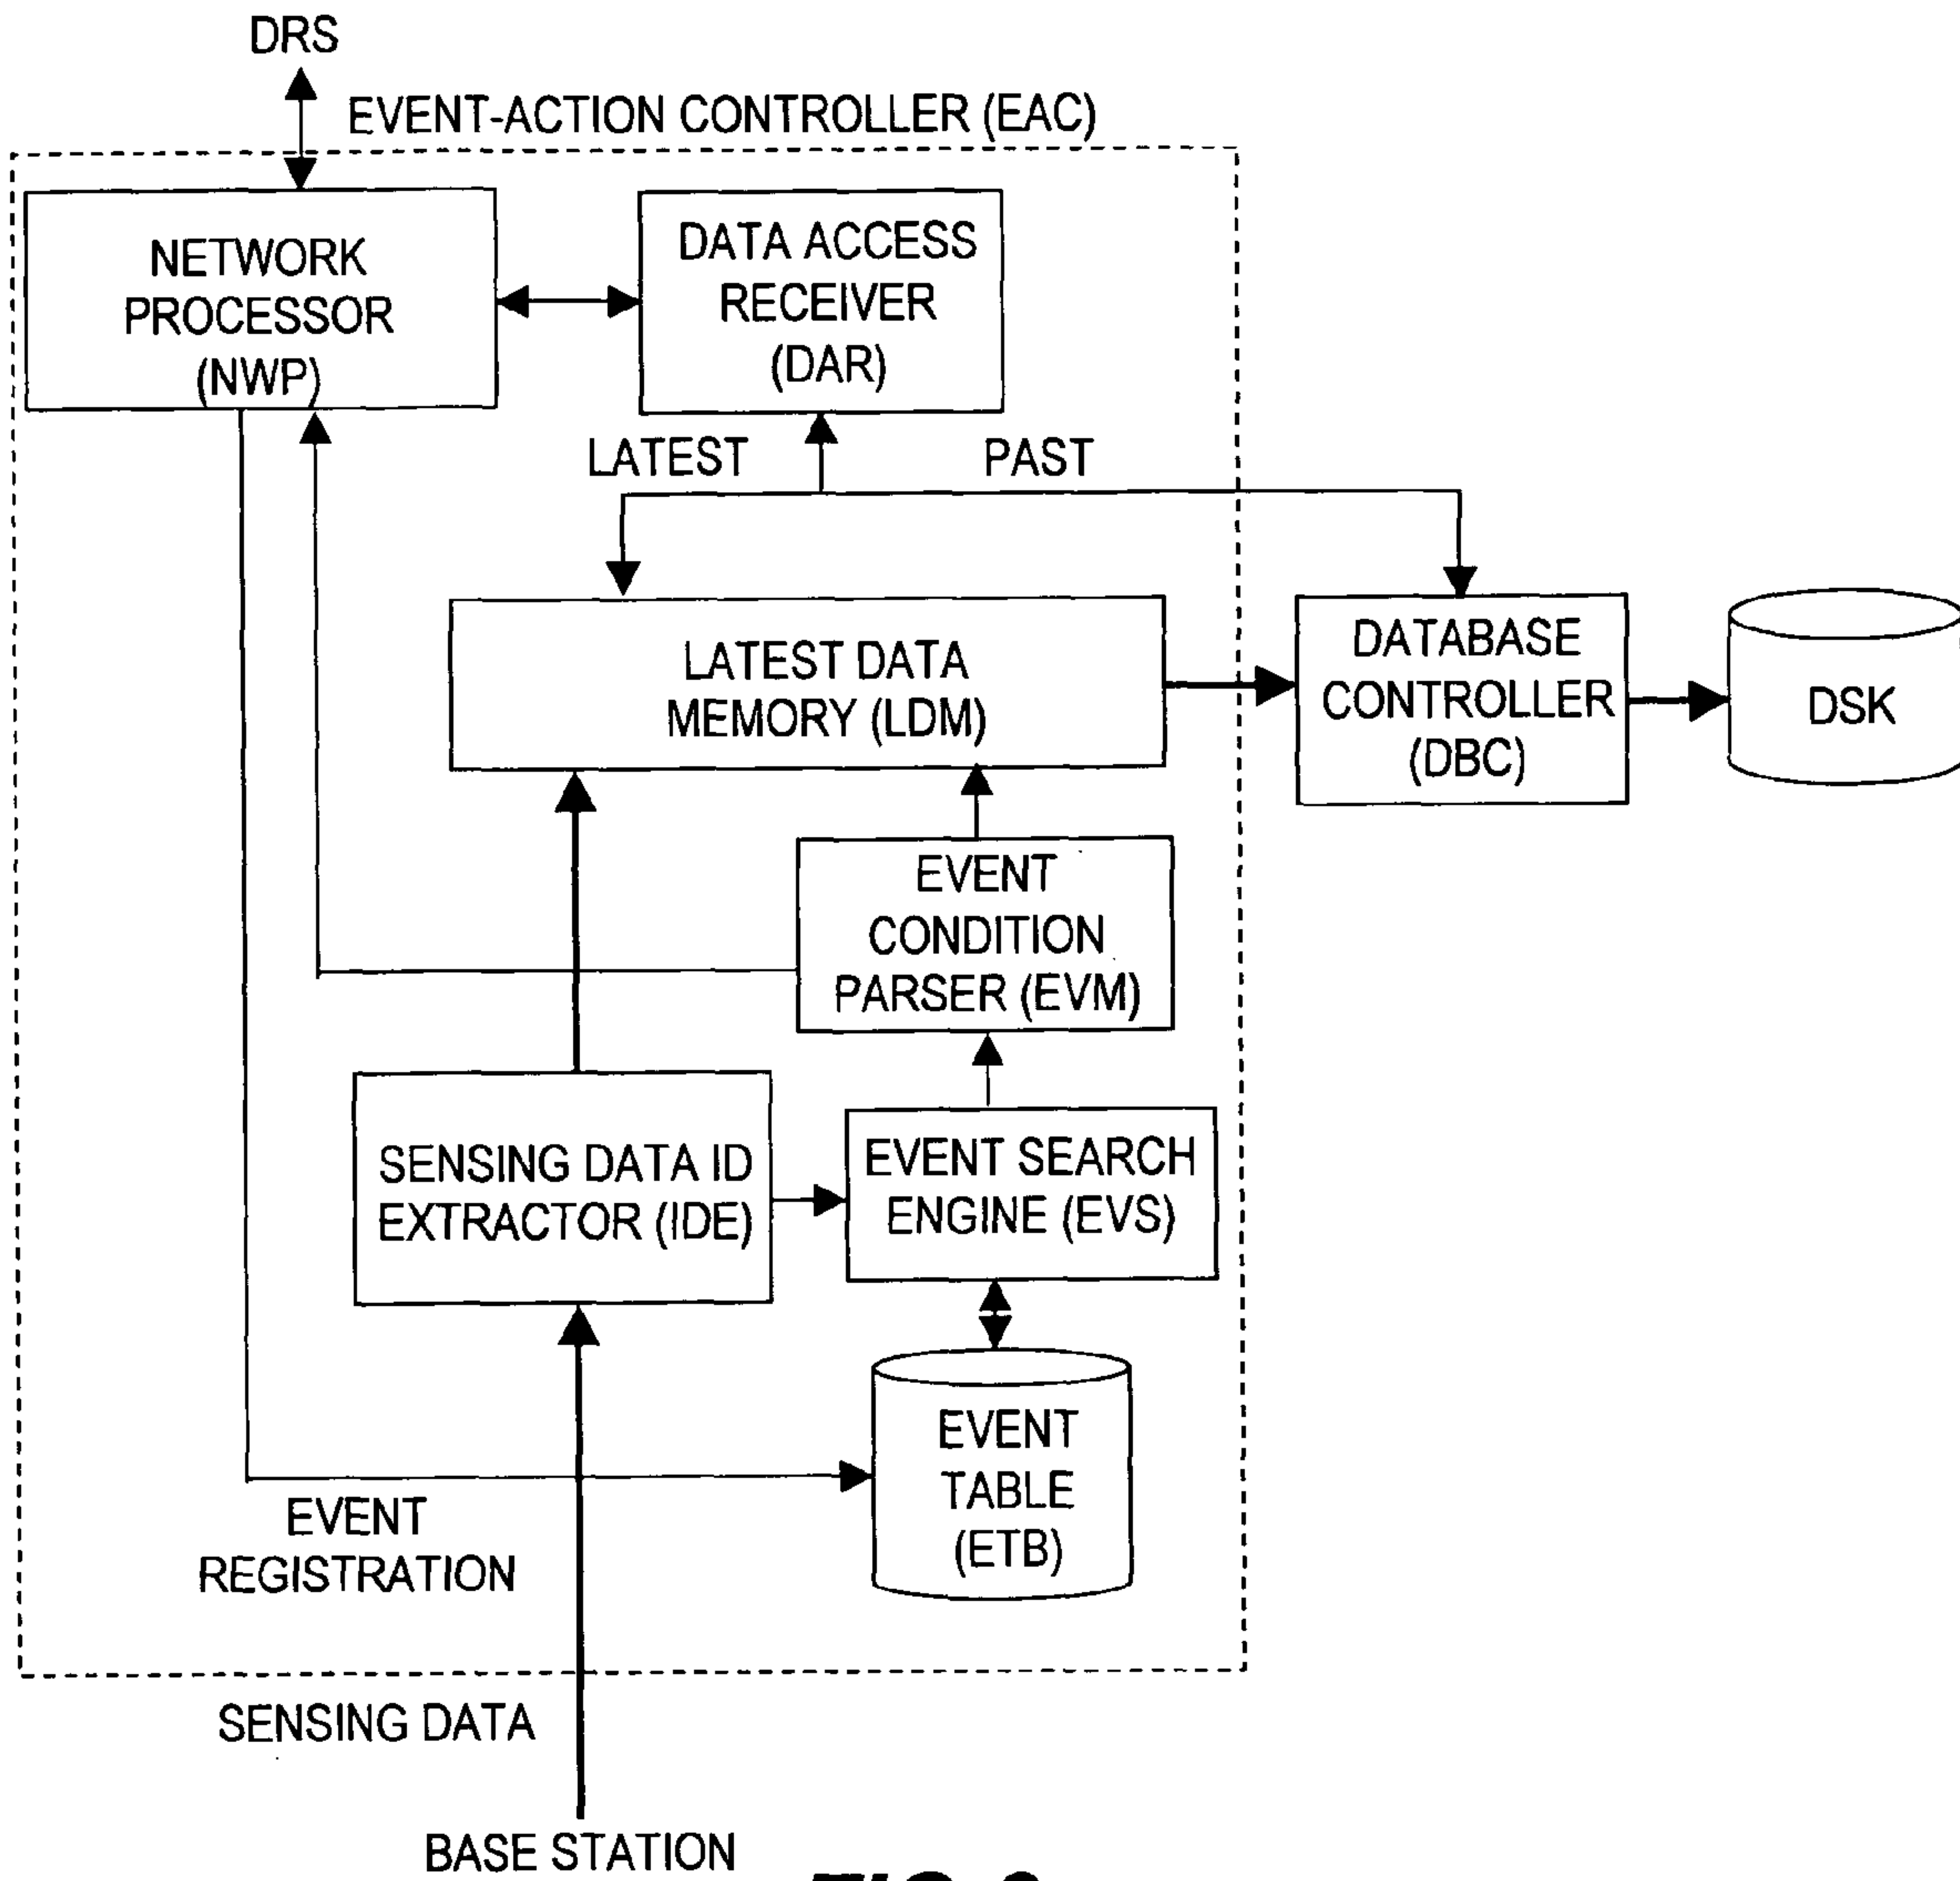 DRS
EVENT-ACTION CONTROLLER (EAC)
NETWORK
PROCESSOR
(NWP)
DATA ACCESS
RECEIVER
(DAR)
LATEST
PAST
LATEST DATA
MEMORY (LDM)
DATABASE
CONTROLLER
(DBC)
DSK
EVENT
CONDITION
PARSER (EVM)
SENSING DATA ID
EXTRACTOR (IDE)
EVENT SEARCH
ENGINE (EVS)
EVENT
TABLE
(ETB)
EVENT
REGISTRATION
SENSING DATA
BASE STATION